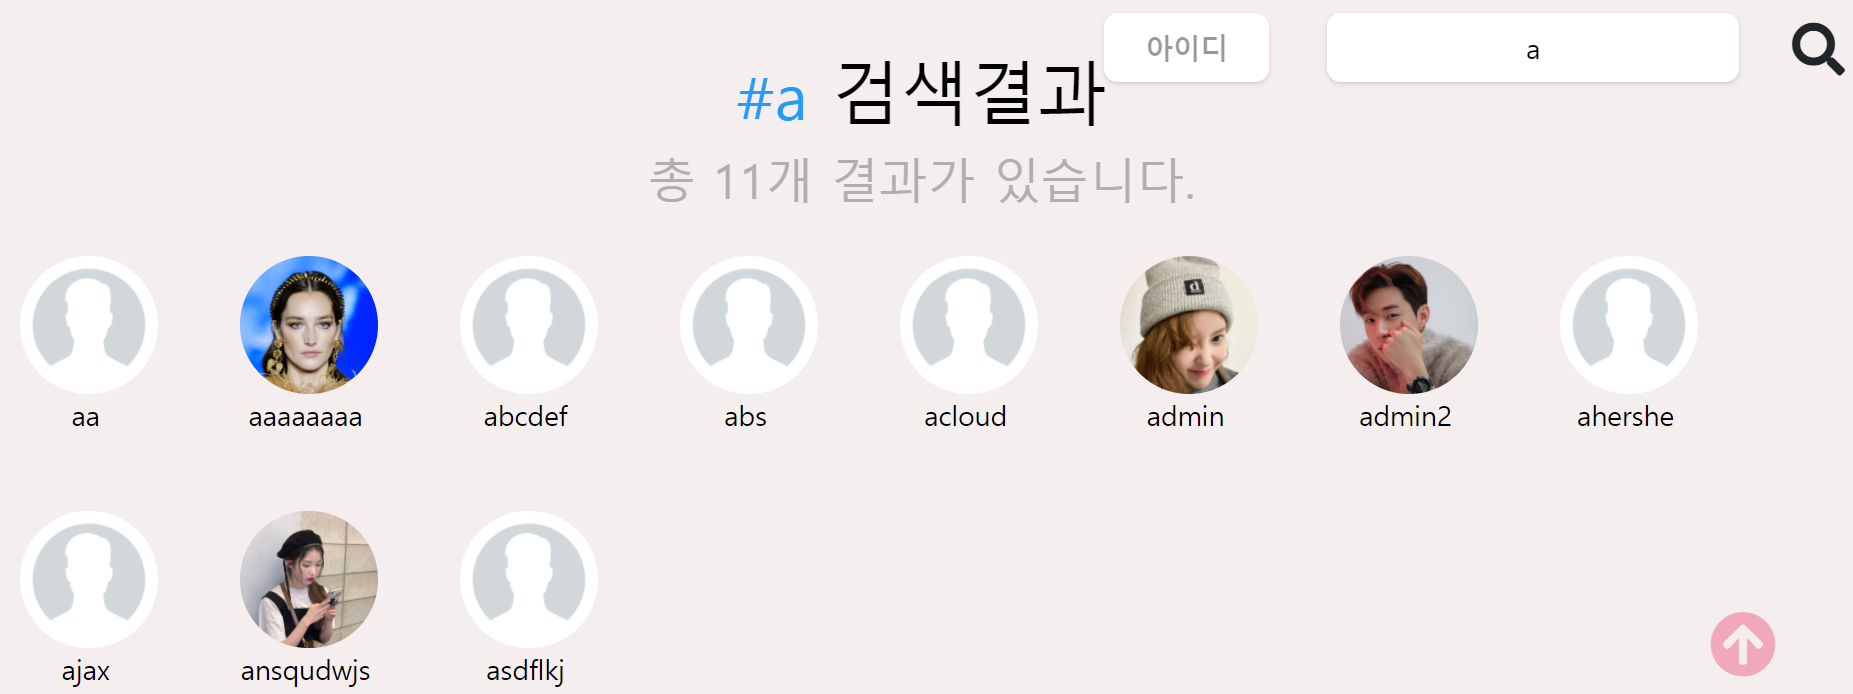 아이디
a
#a 검색결과
총 11개 결과가 있습니다.
aa aaaaaaaa abcdef abs acloud admin admin2 ahershe
ajax ansqudwjs asdflkj